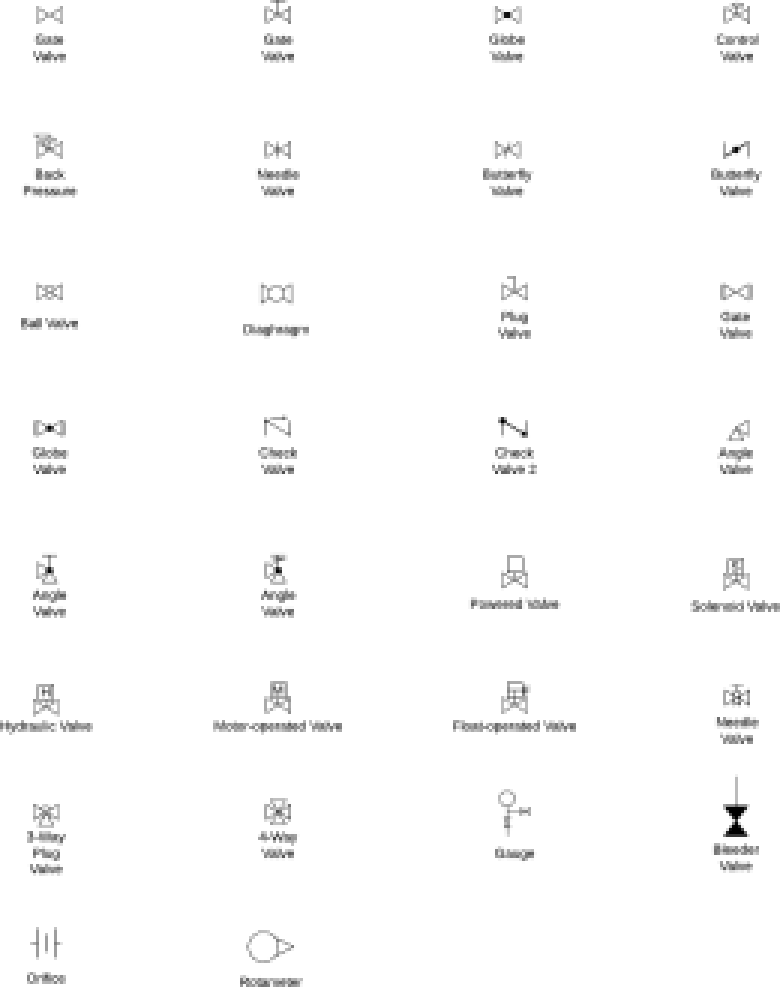 Gate
Valve
Gate
Valve
Globe
Valve
Control
Valve
Back
Pressure
Needle
Valve
Butterfly
Valve
Butterfly
Valve
Ball Valve
Diaphragm
Plug
Valve
Gate
Valve
Globe
Valve
Check
Valve
Check
Valve 2
Angle
Valve
Angle
Valve
Angle
Valve
Powered Valve
S
Solenoid Valve
H
Hydraulic Valve
M
Motor-operated Valve
Float-operated Valve
Needle
Valve
3-Way
Plug
Valve
4-Way
Valve
Gauge
Bleeder
Valve
Orifice
Rotameter